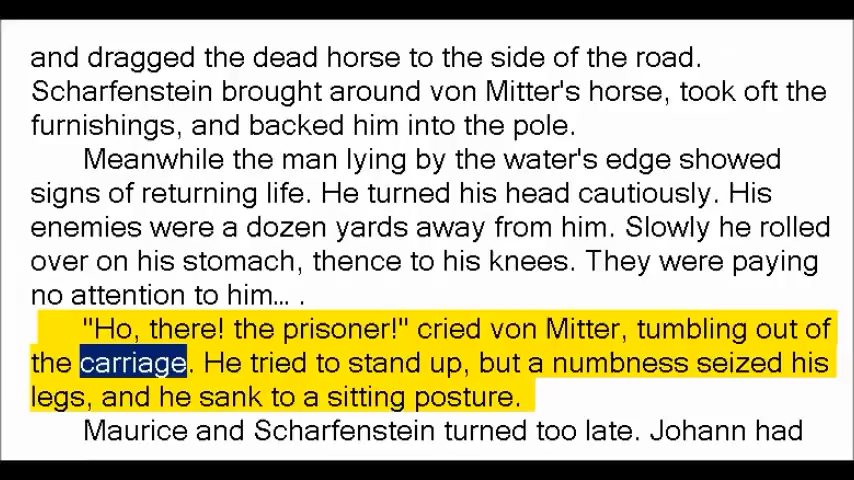 and dragged the dead horse to the side of the road.
Scharfenstein brought around von Mitter's horse, took oft the
furnishings, and backed him into the pole.
Meanwhile the man lying by the water's edge showed
signs of returning life. He turned his head cautiously. His
enemies were a dozen yards away from him. Slowly he rolled
over on his stomach, thence to his knees. They were paying
no attention to him... .
"Ho, there! the prisoner!" cried von Mitter, tumbling out of
the carriage. He tried to stand up, but a numbness seized his
legs, and he sank to a sitting posture.
Maurice and Scharfenstein turned too late. Johann had